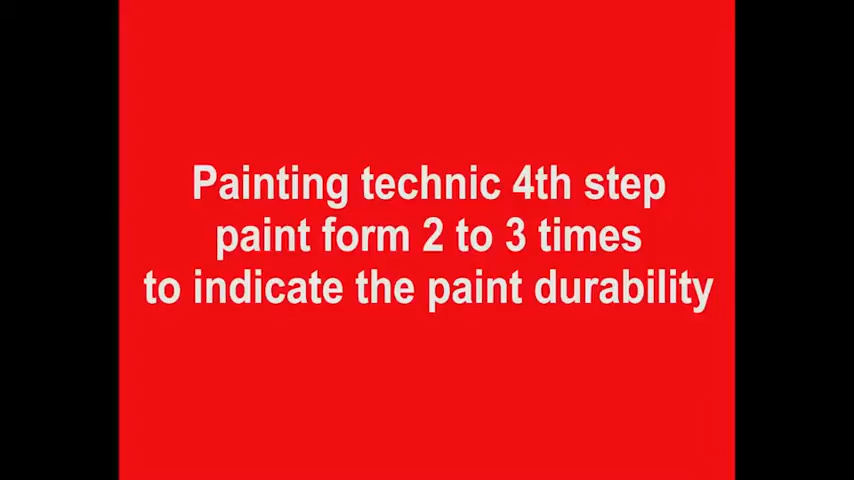 Painting technic 4th step
paint form 2 to 3 times
to indicate the paint durability